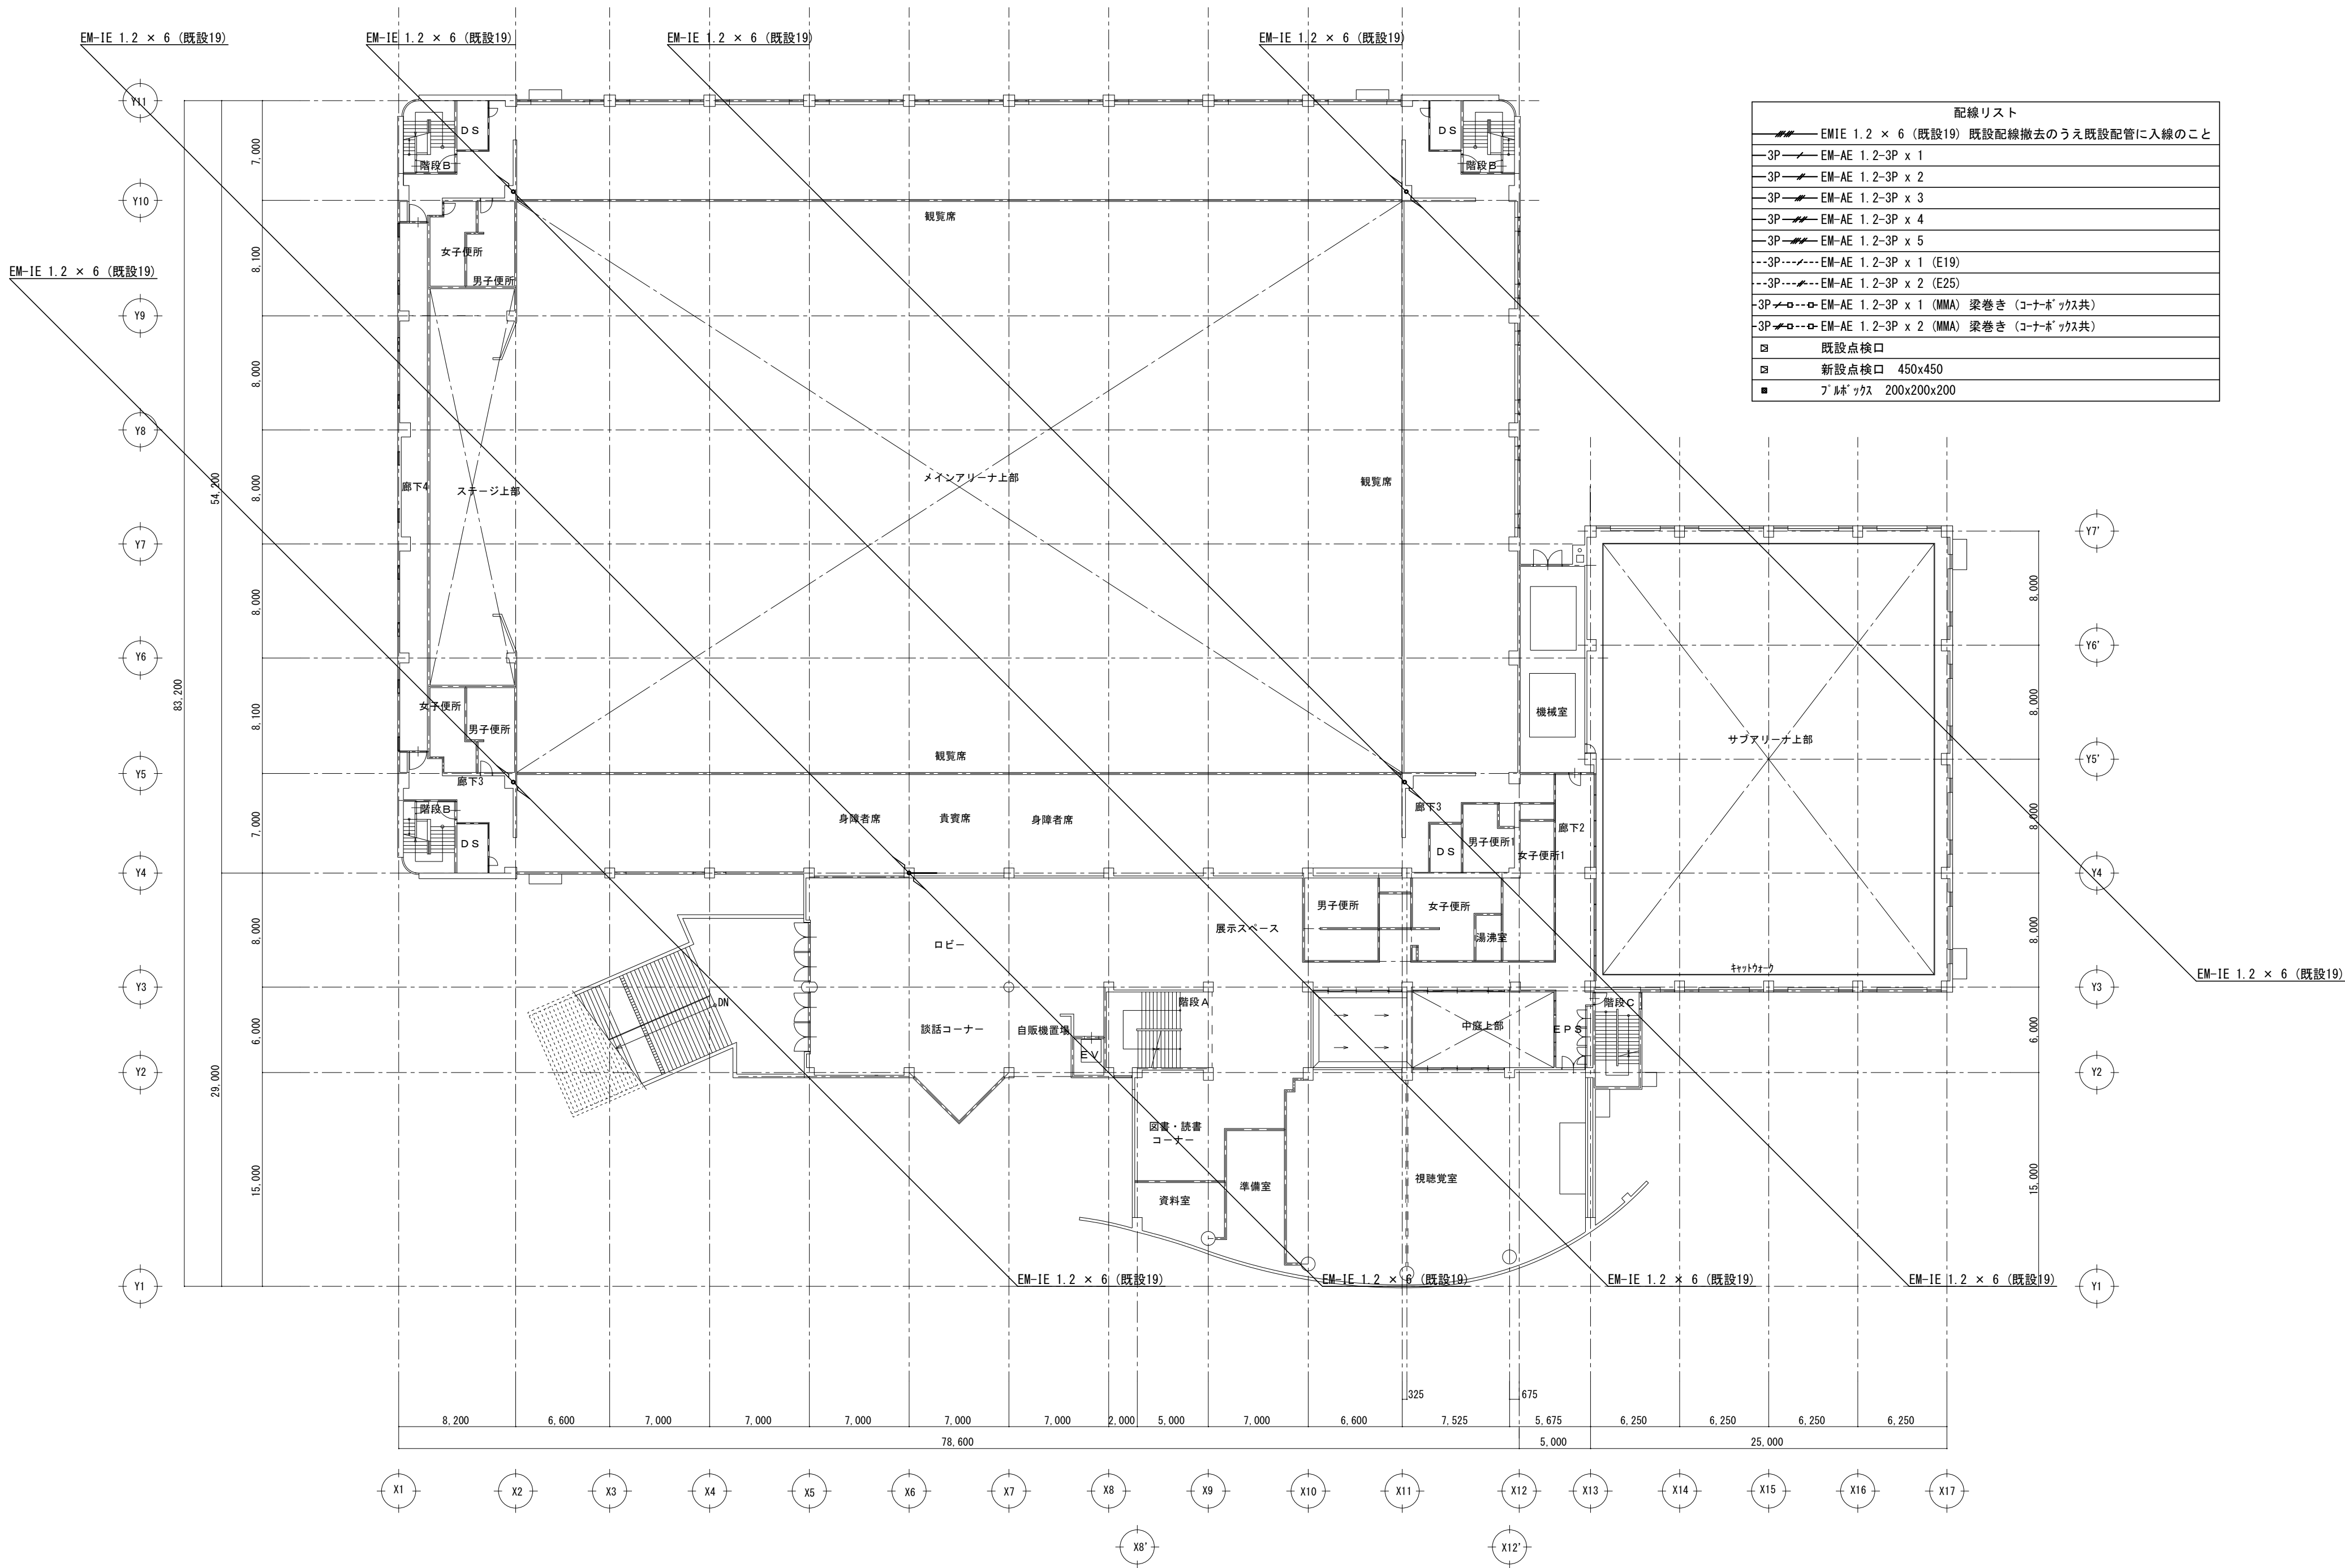 EM-IE 1.2 × 6 (既設19)
EM-IE 1.2 × 6 (既設19)
EM-IE 1.2 × 6 (既設19)
EM-IE 1.2 × 6 (既設19)
EM-IE 1.2 × 6 (既設19)
配線リスト
EMIE 1.2 × 6 (既設19) 既設配線撤去のうえ既設配管に入線のこと
3P EM-AE 1.2-3P x 1
3P EM-AE 1.2-3P x 2
3P EM-AE 1.2-3P x 3
3P EM-AE 1.2-3P x 4
3P EM-AE 1.2-3P x 5
3P EM-AE 1.2-3P x 1 (E19)
3P EM-AE 1.2-3P x 2 (E25)
3P EM-AE 1.2-3P x 1 (MMA) 梁巻き (コーナーボックス共)
3P EM-AE 1.2-3P x 2 (MMA) 梁巻き (コーナーボックス共)
既設点検口
新設点検口 450x450
プルボックス 200x200x200
Y11
Y10
Y9
Y8
Y7
Y6
Y5
Y4
Y3
Y2
Y1
83,200
54,200
29,000
7,000
8,100
8,000
8,000
8,000
8,100
7,000
8,000
6,000
15,000
DS
階段B
DS
階段B
観覧席
女子便所
男子便所
廊下4
ステージ上部
メインアリーナ上部
観覧席
女子便所
男子便所
機械室
サブアリーナ上部
観覧席
廊下3
階段B
DS
身障者席
貴賓席
身障者席
廊下3
男子便所1
廊下2
DS
女子便所1
男子便所
女子便所
展示スペース
湯沸室
ロビー
キャットウォーク
DN
階段A
階段C
談話コーナー
自販機置場
中庭上部
EPS
EV
図書・読書
コーナー
視聴覚室
準備室
資料室
EM-IE 1.2 × 6 (既設19)
EM-IE 1.2 × 6 (既設19)
EM-IE 1.2 × 6 (既設19)
EM-IE 1.2 × 6 (既設19)
EM-IE 1.2 × 6 (既設19)
Y7'
Y6'
Y5'
Y4
Y3
Y2
Y1
8,000
8,000
8,000
8,000
6,000
15,000
325
675
8,200
6,600
7,000
7,000
7,000
7,000
7,000
2,000
5,000
7,000
6,600
7,525
5,675
6,250
6,250
6,250
6,250
78,600
5,000
25,000
X1
X2
X3
X4
X5
X6
X7
X8
X9
X10
X11
X12
X13
X14
X15
X16
X17
X8'
X12'